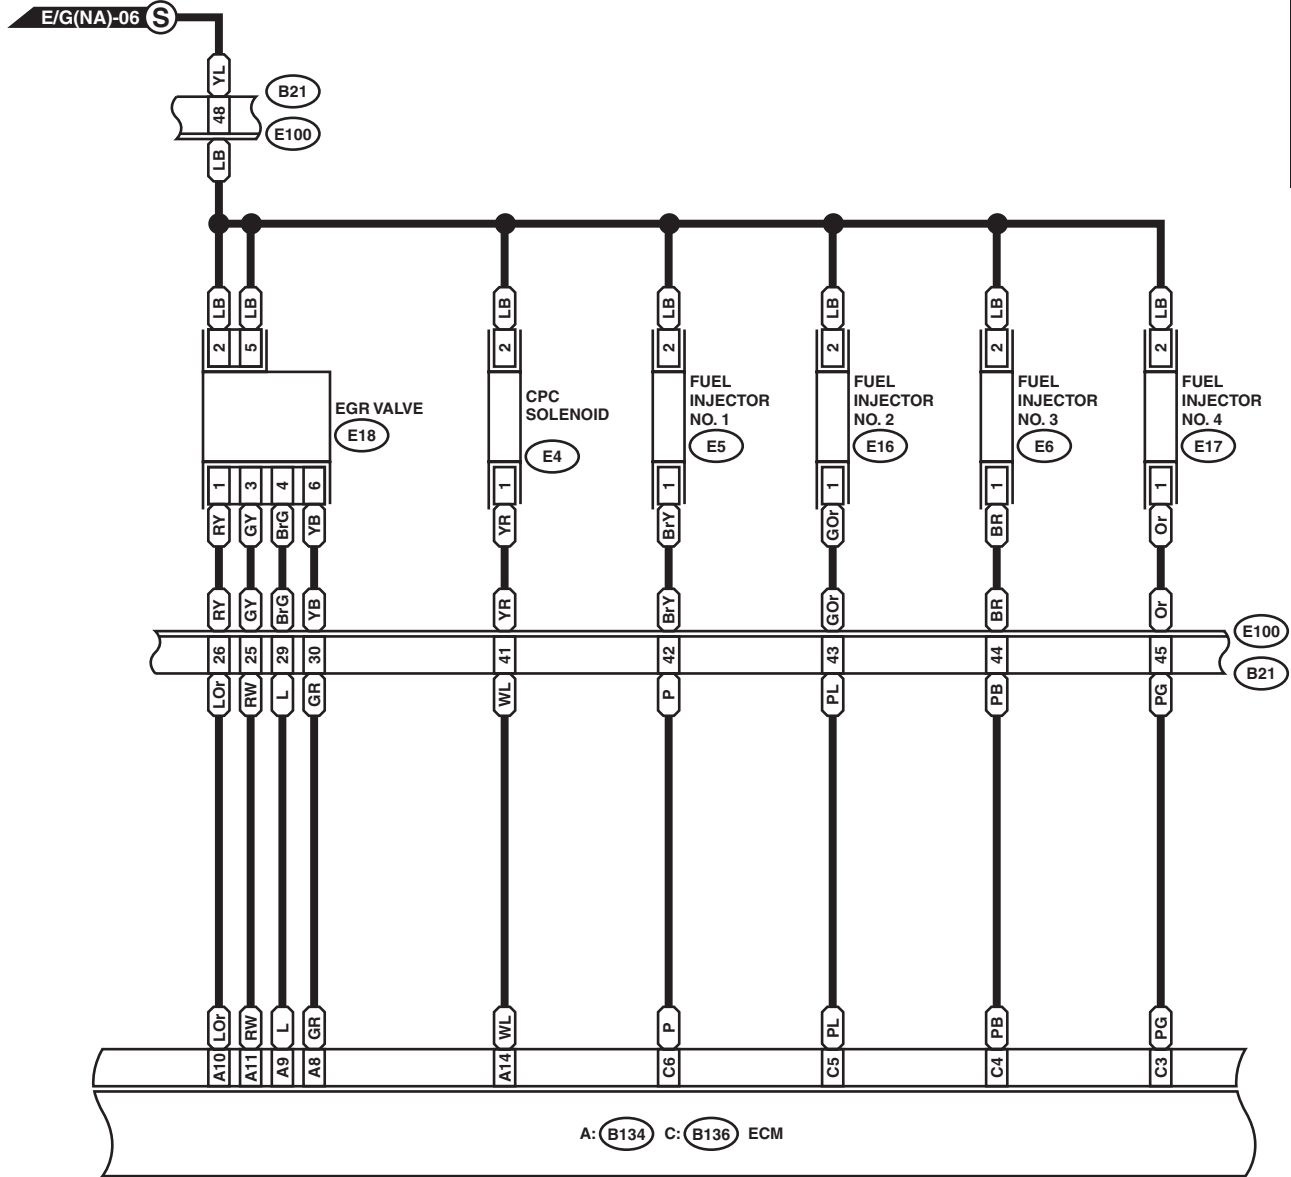 E/G(NA)-06 S
YL
B21
48
E100
LB
LB LB LB LB LB LB LB
2 5 2 2 2 2 2
EGR VALVE
E18
CPC
SOLENOID
E4
FUEL
INJECTOR
NO. 1
E5
FUEL
INJECTOR
NO. 2
E16
FUEL
INJECTOR
NO. 3
E6
FUEL
INJECTOR
NO. 4
E17
1 3 4 6 1 1 1 1 1
RY GY BrG YB YR BrY GOr BR Or
RY GY BrG YB YR BrY GOr BR Or
E100
26 25 29 30 41 42 43 44 45
B21
LOr RW L GR WL P PL PB PG
LOr RW L GR WL P PL PB PG
A10 A11 A9 A8 A14 C6 C5 C4 C3
A: B134 C: B136 ECM